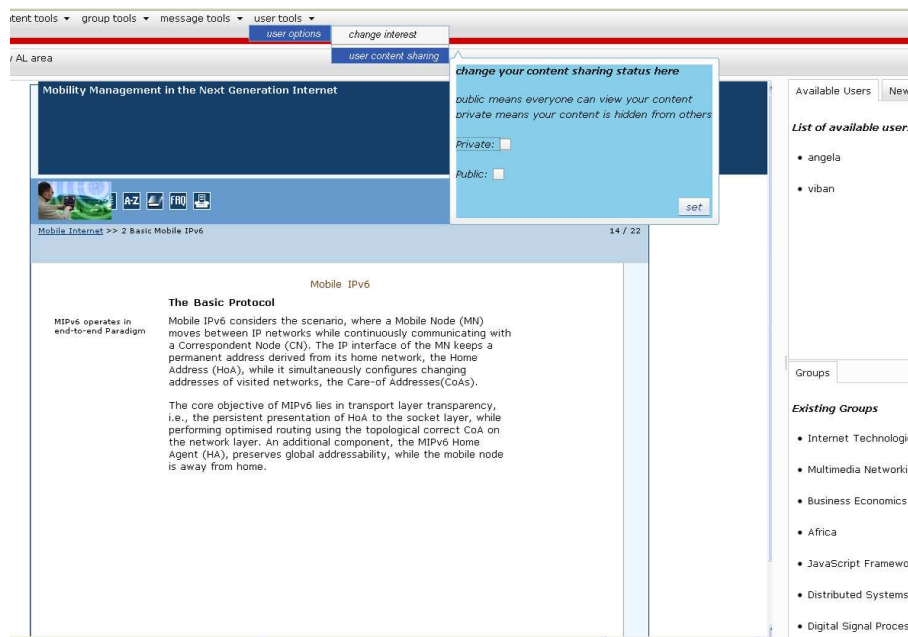 tent tools group tools message tools user tools
user options change interest
user content sharing
AL area
change your content sharing status here
public means everyone can view your content
private means your content is hidden from others
Private:
Public:
set
Mobility Management in the Next Generation Internet
A-Z FAQ
Mobile Internet >> 2 Basic Mobile IPv6 14 / 22
Mobile IPv6
The Basic Protocol
MIPv6 operates in
end-to-end Paradigm
Mobile IPv6 considers the scenario, where a Mobile Node (MN)
moves between IP networks while continuously communicating with
a Correspondent Node (CN). The IP interface of the MN keeps a
permanent address derived from its home network, the Home
Address (HoA), while it simultaneously configures changing
addresses of visited networks, the Care-of Addresses(CoAs).
The core objective of MIPv6 lies in transport layer transparency,
i.e., the persistent presentation of HoA to the socket layer, while
performing optimised routing using the topological correct CoA on
the network layer. An additional component, the MIPv6 Home
Agent (HA), preserves global addressability, while the mobile node
is away from home.
Available Users New
List of available user
• angela
• viban
Groups
Existing Groups
• Internet Technologi
• Multimedia Networki
• Business Economics
• Africa
• JavaScript Framewo
• Distributed Systems
• Digital Signal Proces